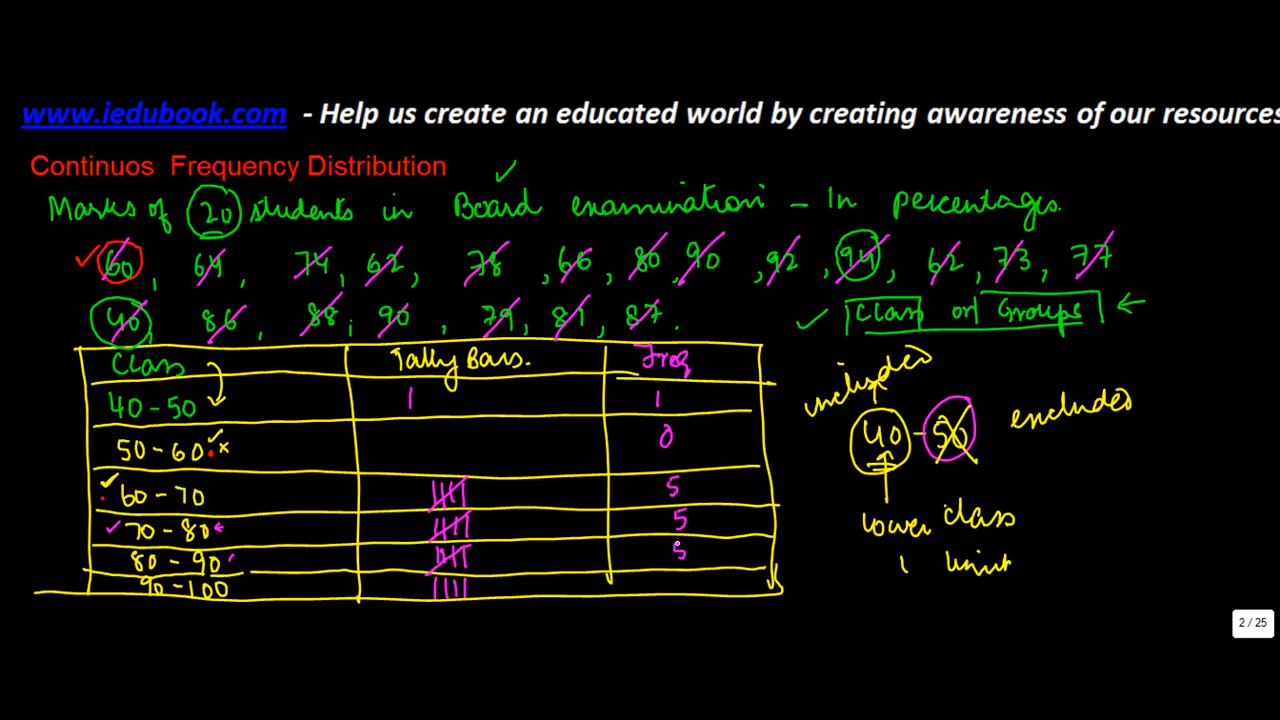 www.iedubook.com - Help us create an educated world by creating awareness of our resources
Continuos Frequency Distribution
Marks of 20 students in Board examination - In percentages.
60, 64, 74, 62, 78, 66, 80, 90, 92, 94, 62, 73, 77
40, 86, 88, 90, 79, 81, 87.
Class or Groups
Class Tally Bars. Freq
40-50 | 1
50-60 0
60-70 5
70-80 5
80-90 5
90-100 ||||
includes
40-50 excludes
lower class
limit
2 / 25